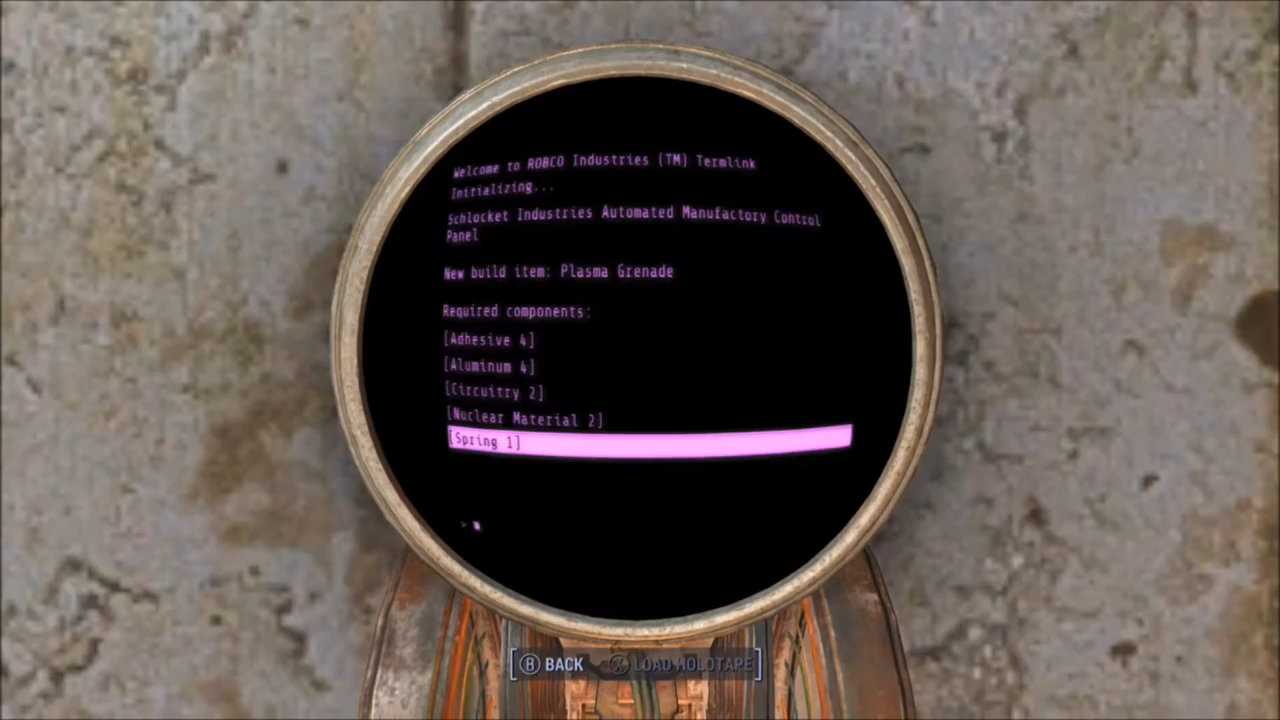 Welcome to ROBCO Industries (TM) Termlink
Initializing...
Schlocket Industries Automated Manufactory Control
Panel
New build item: Plasma Grenade
Required components:
[Adhesive 4]
[Aluminum 4]
[Circuitry 2]
[Nuclear Material 2]
[Spring 1]
>
[Ⓑ BACK Ⓧ LOAD HOLOTAPE]